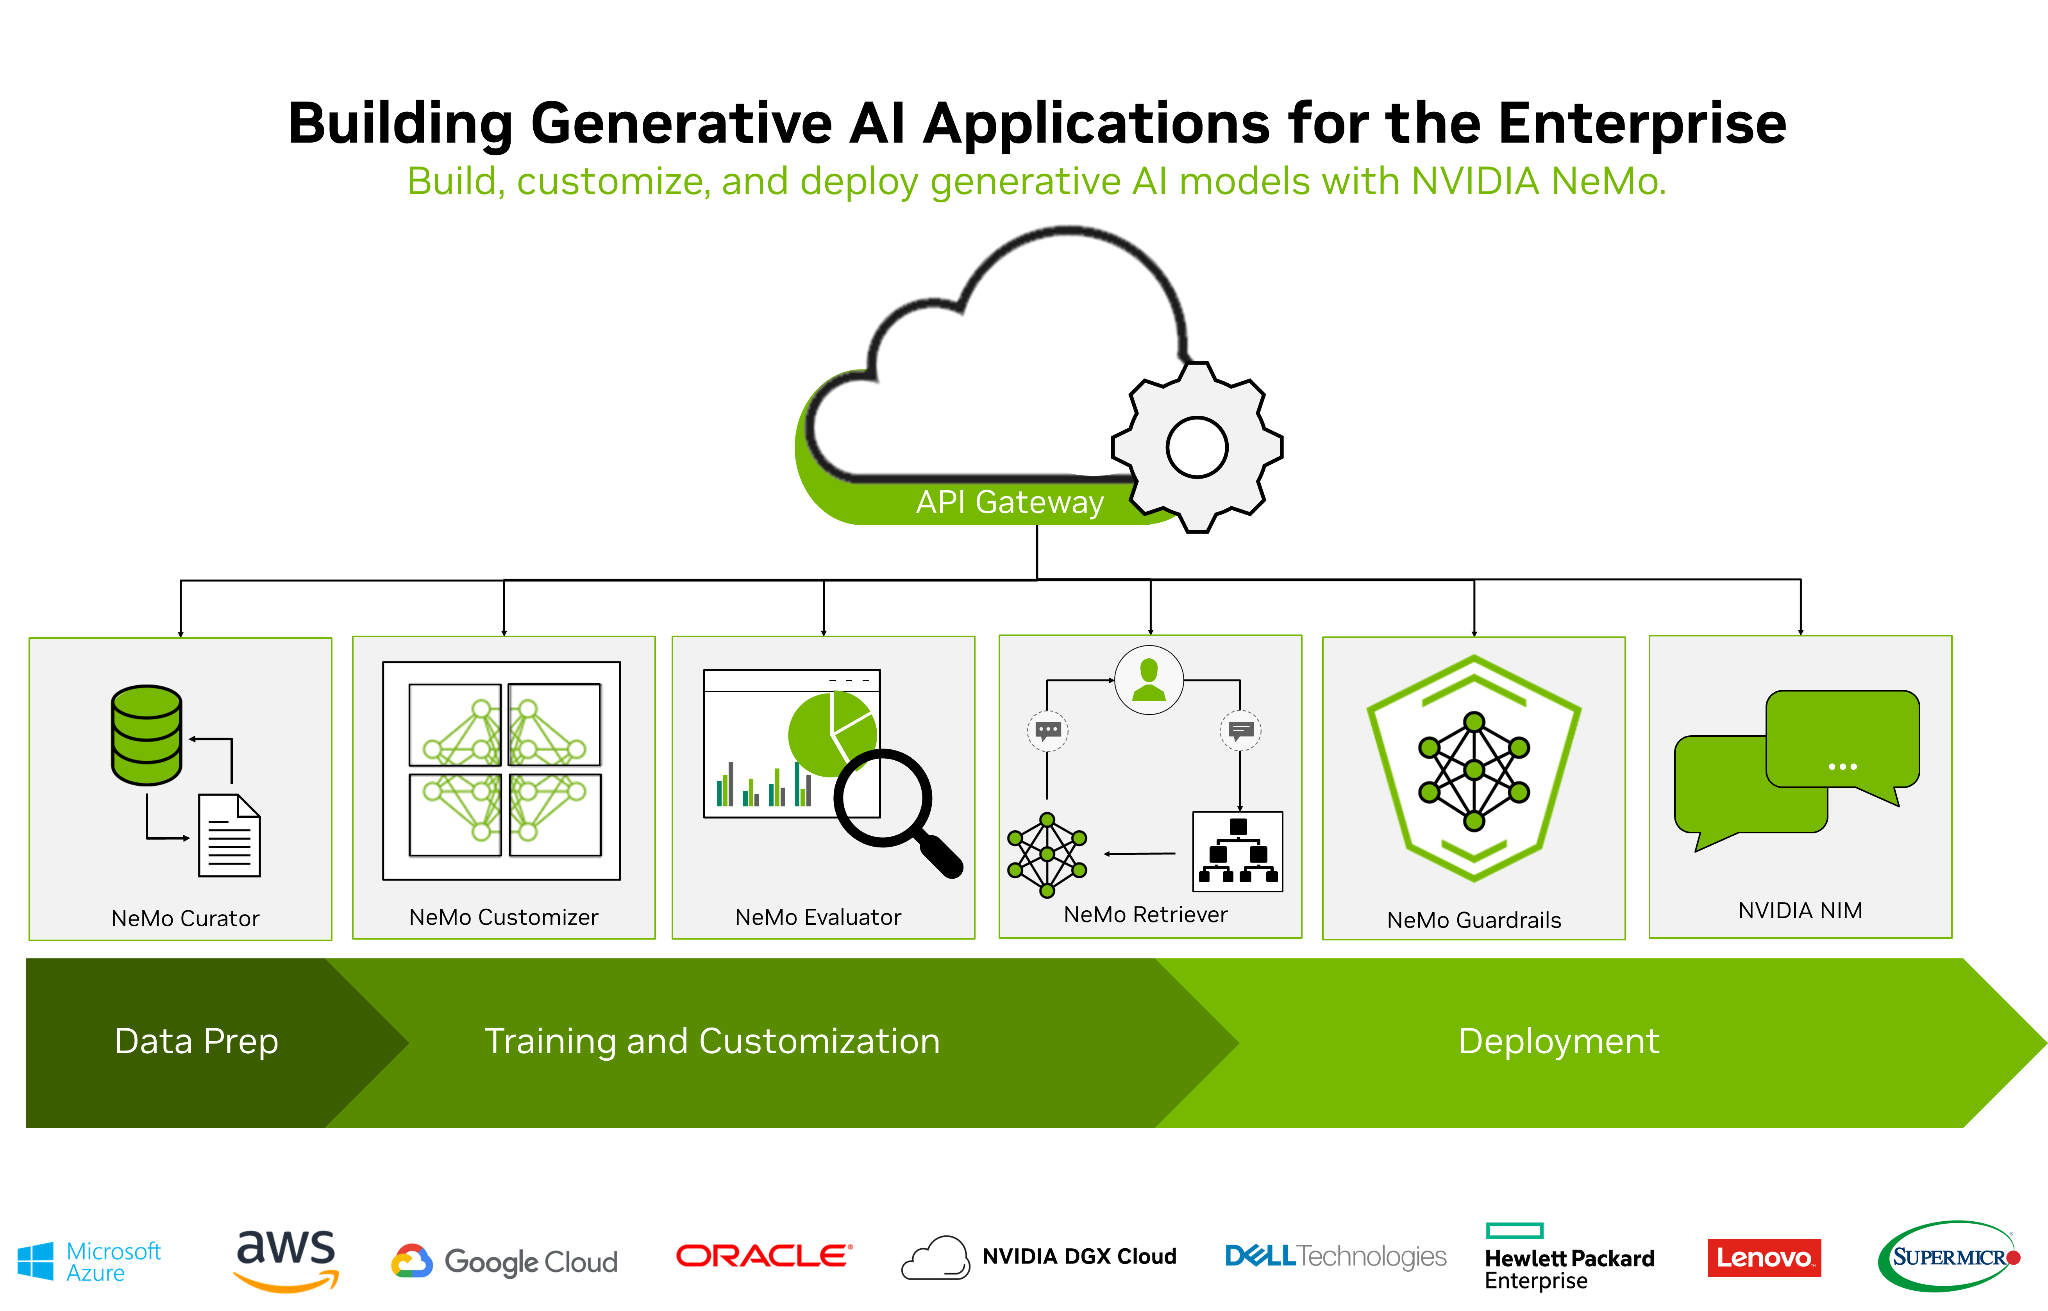 Building Generative AI Applications for the Enterprise
Build, customize, and deploy generative AI models with NVIDIA NeMo.
API Gateway
NeMo Curator
NeMo Customizer
NeMo Evaluator
NeMo Retriever
NeMo Guardrails
NVIDIA NIM
Data Prep
Training and Customization
Deployment
Microsoft
Azure
aws
Google Cloud
ORACLE®
NVIDIA DGX Cloud
DELL Technologies
Hewlett Packard
Enterprise
Lenovo
SUPERMICRO